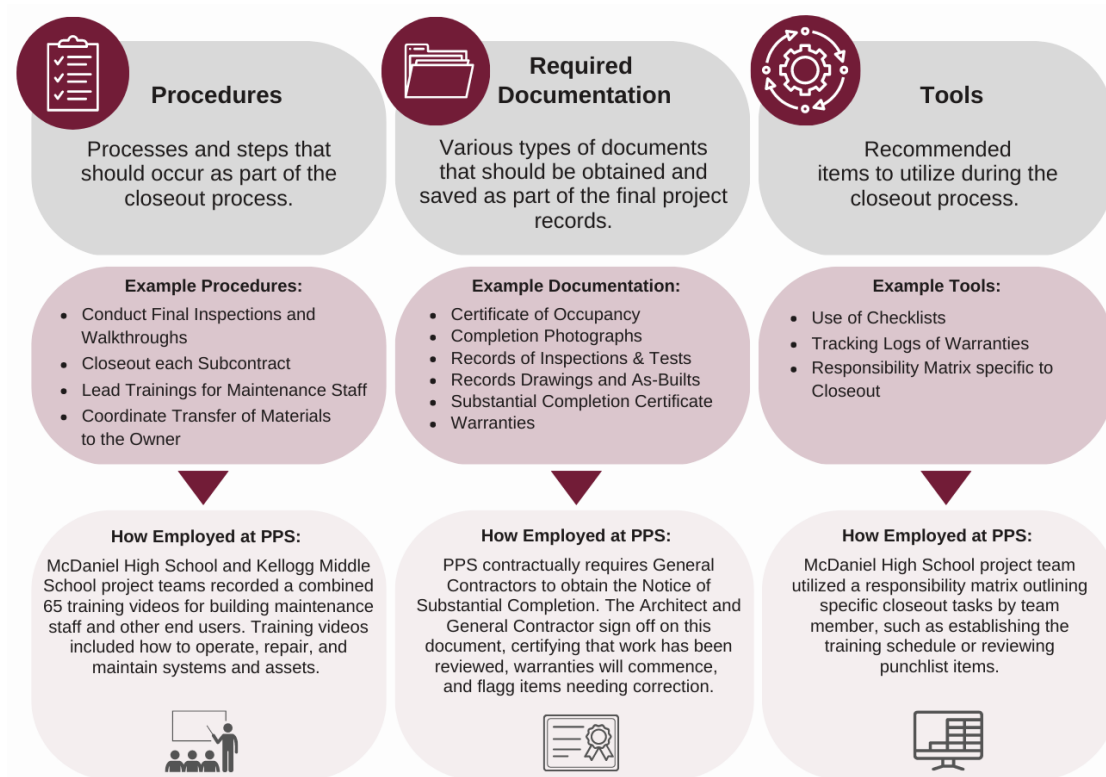 Procedures
Processes and steps that
should occur as part of the
closeout process.
Example Procedures:
• Conduct Final Inspections and
Walkthroughs
• Closeout each Subcontract
• Lead Trainings for Maintenance Staff
• Coordinate Transfer of Materials
to the Owner
How Employed at PPS:
McDaniel High School and Kellogg Middle
School project teams recorded a combined
65 training videos for building maintenance
staff and other end users. Training videos
included how to operate, repair, and
maintain systems and assets.
Required
Documentation
Various types of documents
that should be obtained and
saved as part of the final project
records.
Example Documentation:
• Certificate of Occupancy
• Completion Photographs
• Records of Inspections & Tests
• Records Drawings and As-Builts
• Substantial Completion Certificate
• Warranties
How Employed at PPS:
PPS contractually requires General
Contractors to obtain the Notice of
Substantial Completion. The Architect and
General Contractor sign off on this
document, certifying that work has been
reviewed, warranties will commence,
and flagg items needing correction.
Tools
Recommended
items to utilize during the
closeout process.
Example Tools:
• Use of Checklists
• Tracking Logs of Warranties
• Responsibility Matrix specific to
Closeout
How Employed at PPS:
McDaniel High School project team
utilized a responsibility matrix outlining
specific closeout tasks by team
member, such as establishing the
training schedule or reviewing
punchlist items.